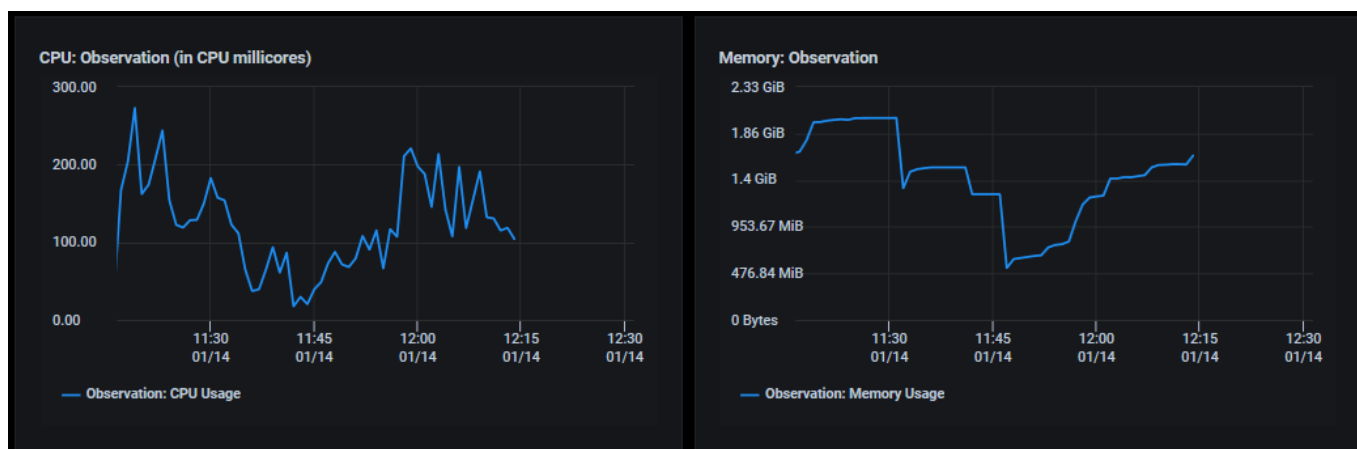 CPU: Observation (in CPU millicores)
300.00
200.00
100.00
0.00
11:30 11:45 12:00 12:15 12:30
01/14 01/14 01/14 01/14 01/14
Observation: CPU Usage
Memory: Observation
2.33 GiB
1.86 GiB
1.4 GiB
953.67 MiB
476.84 MiB
0 Bytes
11:30 11:45 12:00 12:15 12:30
01/14 01/14 01/14 01/14 01/14
Observation: Memory Usage